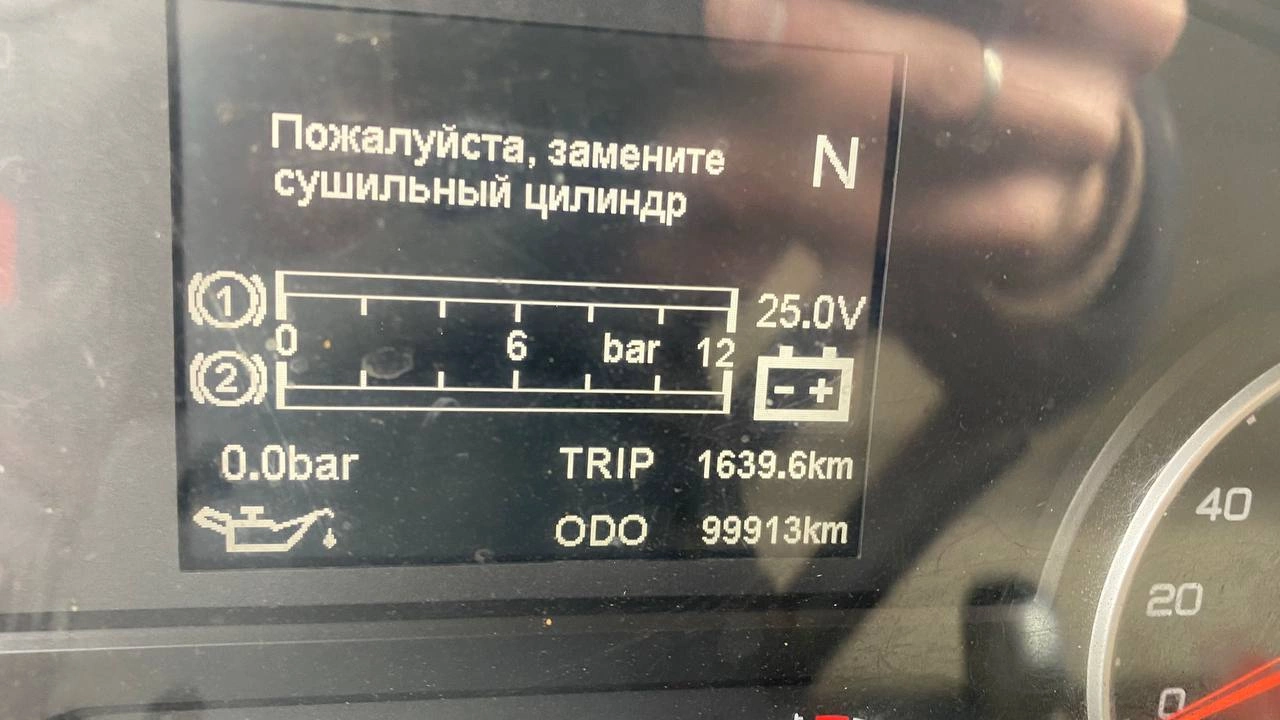 Пожалуйста, замените
сушильный цилиндр
N
1
25.0V
0 6 bar 12
2
- +
0.0bar TRIP 1639.6km
ODO 99913km
40
20
0